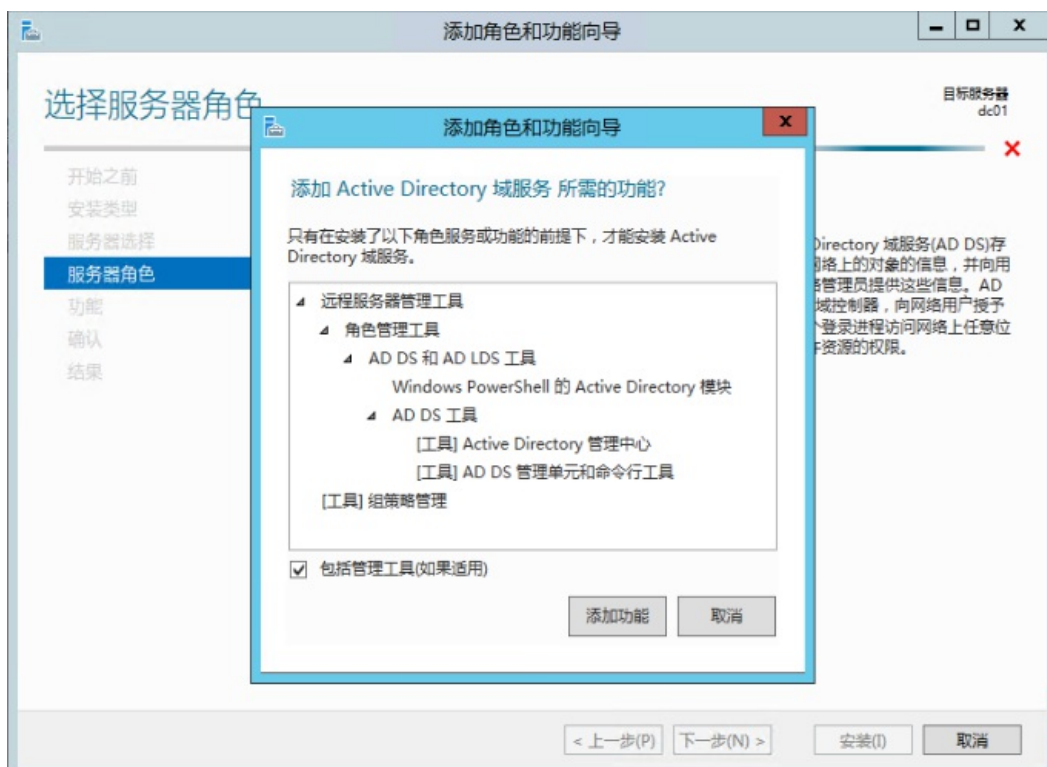 添加角色和功能向导
选择服务器角色
目标服务器
dc01
开始之前
安装类型
服务器选择
服务器角色
功能
确认
结果
添加角色和功能向导
添加 Active Directory 域服务 所需的功能?
只有在安装了以下角色服务或功能的前提下，才能安装 Active
Directory 域服务。
远程服务器管理工具
角色管理工具
AD DS 和 AD LDS 工具
Windows PowerShell 的 Active Directory 模块
AD DS 工具
[工具] Active Directory 管理中心
[工具] AD DS 管理单元和命令行工具
[工具] 组策略管理
包括管理工具(如果适用)
添加功能
取消
Directory 域服务(AD DS)存
络上的对象的信息，并向用
管理员提供这些信息。AD
域控制器，向网络用户授予
登录进程访问网络上任意位
资源的权限。
< 上一步(P)
下一步(N) >
安装(I)
取消